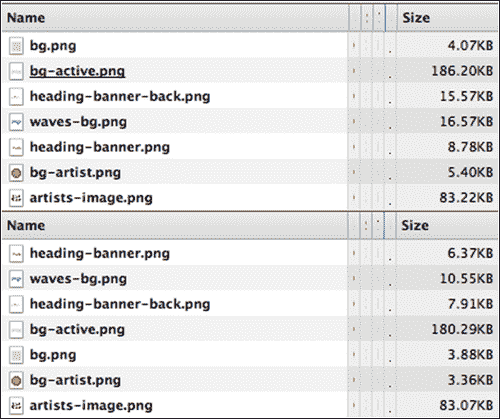 Name Size
bg.png 4.07KB
bg-active.png 186.20KB
heading-banner-back.png 15.57KB
waves-bg.png 16.57KB
heading-banner.png 8.78KB
bg-artist.png 5.40KB
artists-image.png 83.22KB
Name Size
heading-banner.png 6.37KB
waves-bg.png 10.55KB
heading-banner-back.png 7.91KB
bg-active.png 180.29KB
bg.png 3.88KB
bg-artist.png 3.36KB
artists-image.png 83.07KB